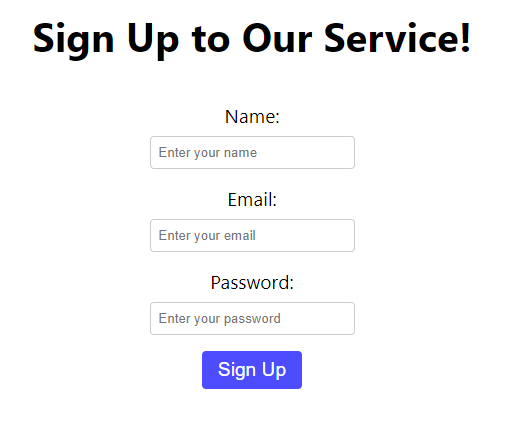 Sign Up to Our Service!
Name:
Enter your name
Email:
Enter your email
Password:
Enter your password
Sign Up